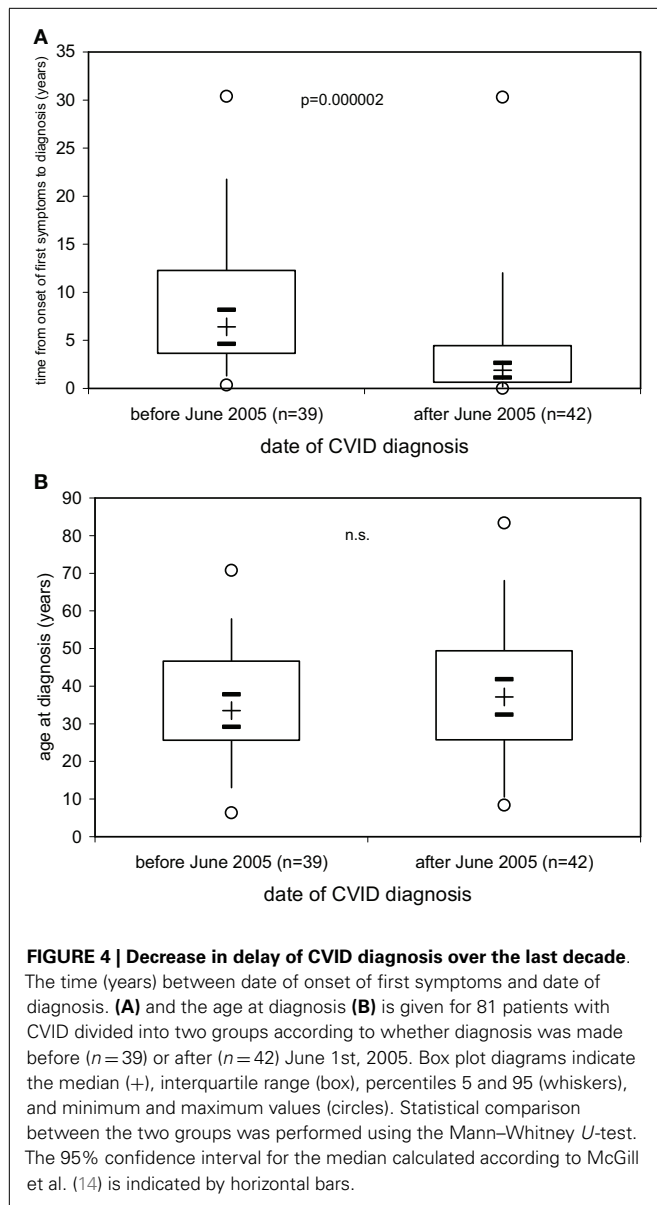 A
35
30
25
20
15
10
5
0
time from onset of first symptoms to diagnosis (years)
p=0.000002
before June 2005 (n=39) after June 2005 (n=42)
date of CVID diagnosis
B
90
80
70
60
50
40
30
20
10
0
age at diagnosis (years)
n.s.
before June 2005 (n=39) after June 2005 (n=42)
date of CVID diagnosis
FIGURE 4 | Decrease in delay of CVID diagnosis over the last decade.
The time (years) between date of onset of first symptoms and date of
diagnosis. (A) and the age at diagnosis (B) is given for 81 patients with
CVID divided into two groups according to whether diagnosis was made
before (n = 39) or after (n = 42) June 1st, 2005. Box plot diagrams indicate
the median (+), interquartile range (box), percentiles 5 and 95 (whiskers),
and minimum and maximum values (circles). Statistical comparison
between the two groups was performed using the Mann–Whitney U-test.
The 95% confidence interval for the median calculated according to McGill
et al. (14) is indicated by horizontal bars.